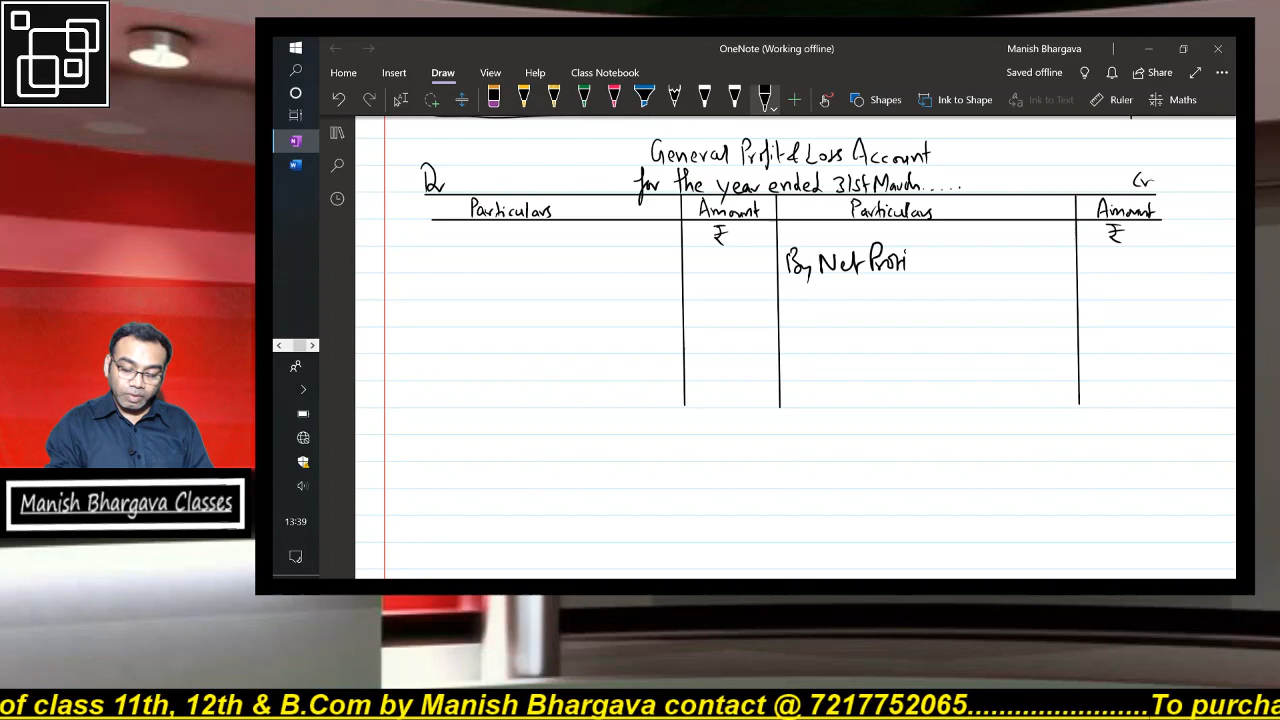 OneNote (Working offline)
Manish Bhargava
Home Insert Draw View Help Class Notebook
Saved offline
Share
Shapes
Ink to Shape
Ink to Text
Ruler
Maths
General Profit & Loss Account
Dr for the year ended 31st March..... Cr
Particulars Amount Particulars Amount
₹ ₹
By Net Profi
Manish Bhargava Classes
13:39
of class 11th, 12th & B.Com by Manish Bhargava contact @ 7217752065......................To purcha